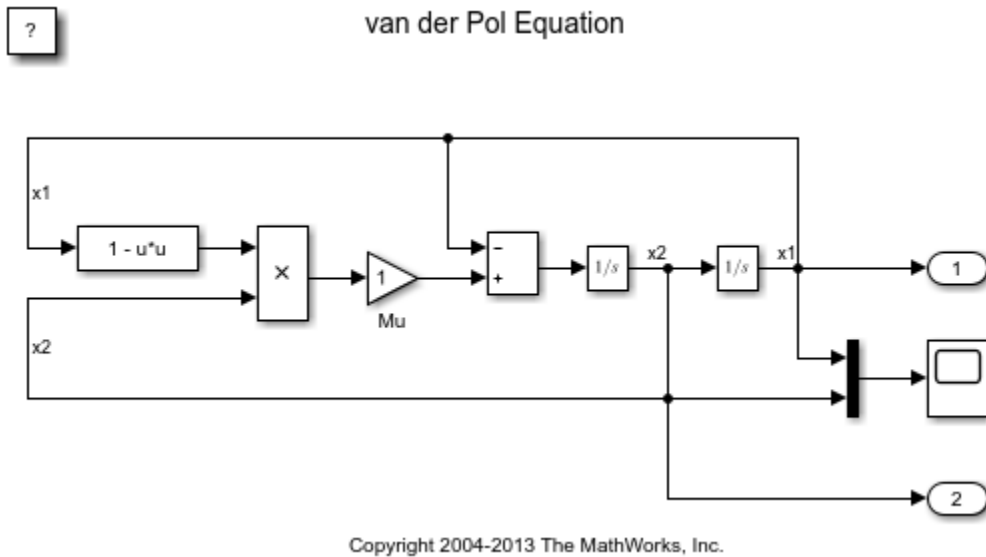 ?
van der Pol Equation
x1
1 - u*u
×
1
Mu
−
+
1/s
x2
1/s
x1
1
x2
2
Copyright 2004-2013 The MathWorks, Inc.